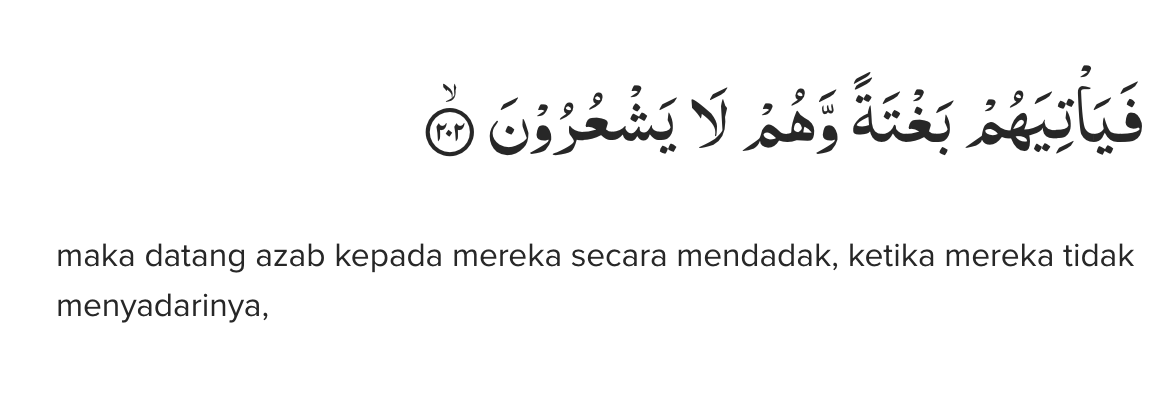 فَيَأْتِيَهُمْ بَغْتَةً وَّهُمْ لَا يَشْعُرُوْنَ ۙ ٢٠٢
maka datang azab kepada mereka secara mendadak, ketika mereka tidak
menyadarinya,